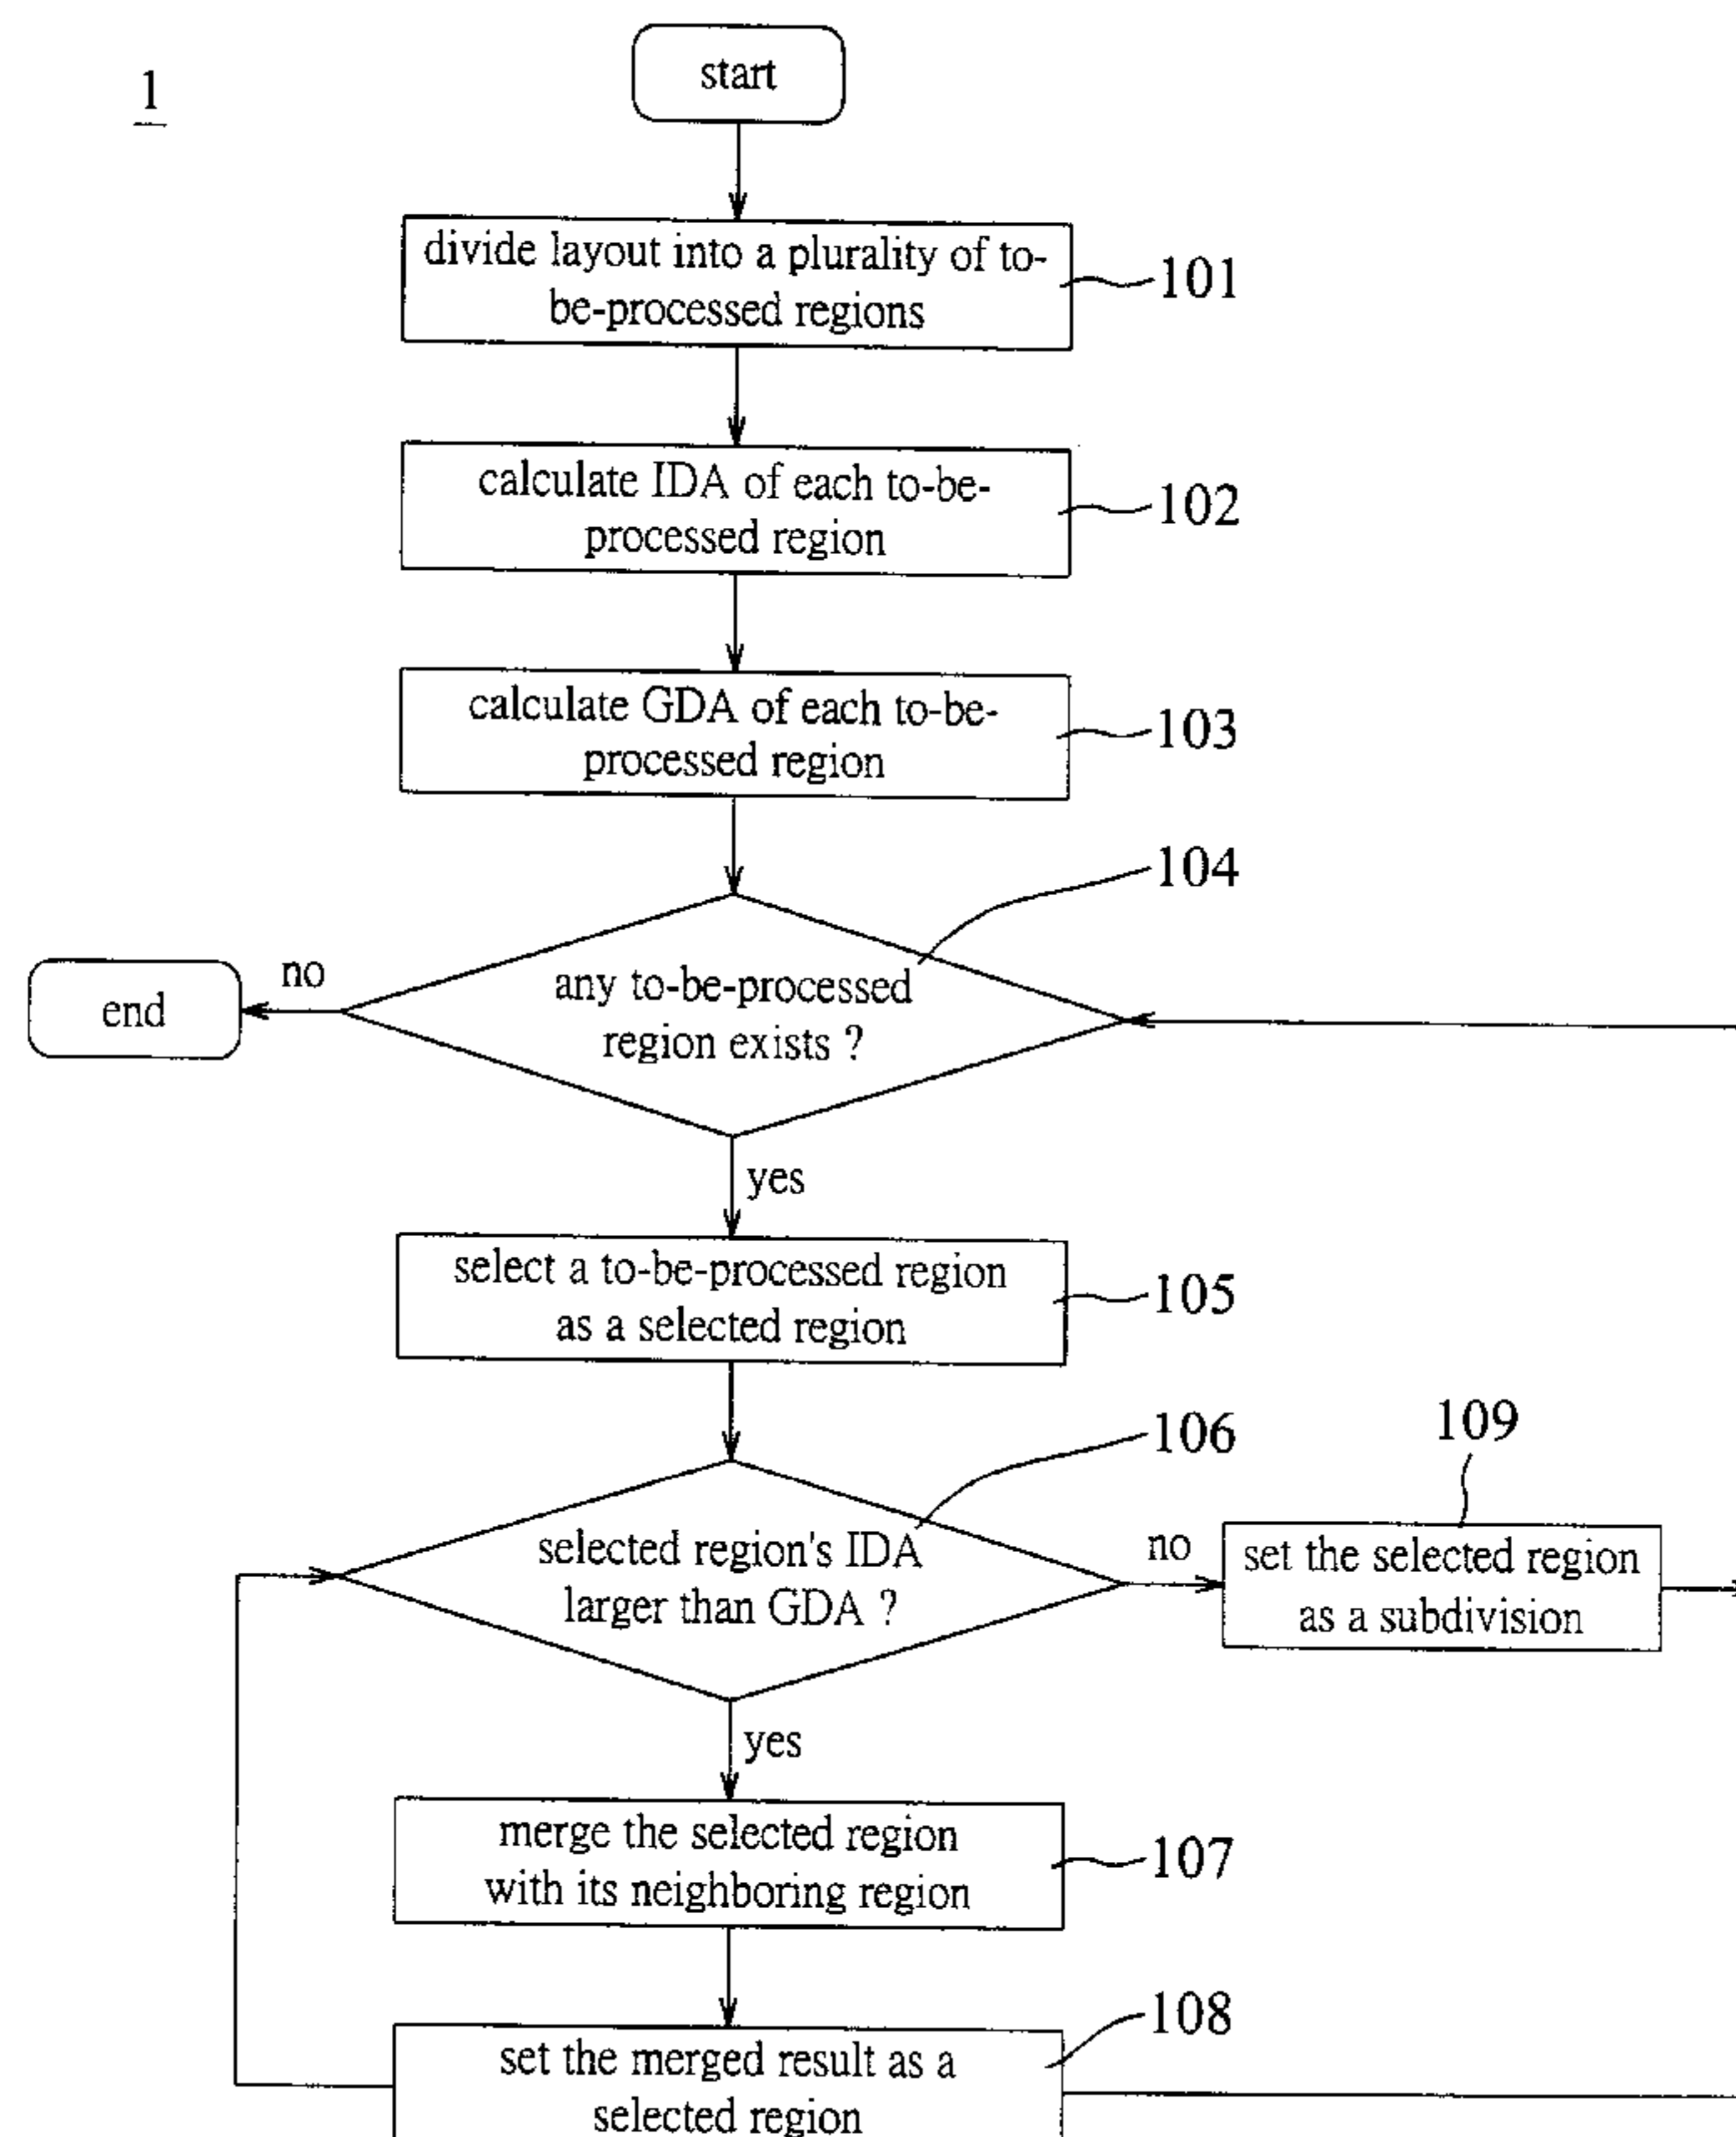 1
start
divide layout into a plurality of to-
be-processed regions
101
calculate IDA of each to-be-
processed region
102
calculate GDA of each to-be-
processed region
103
104
any to-be-processed
region exists ?
no
end
yes
select a to-be-processed region
as a selected region
105
106
109
selected region's IDA
larger than GDA ?
no
set the selected region
as a subdivision
yes
merge the selected region
with its neighboring region
107
108
set the merged result as a
selected region